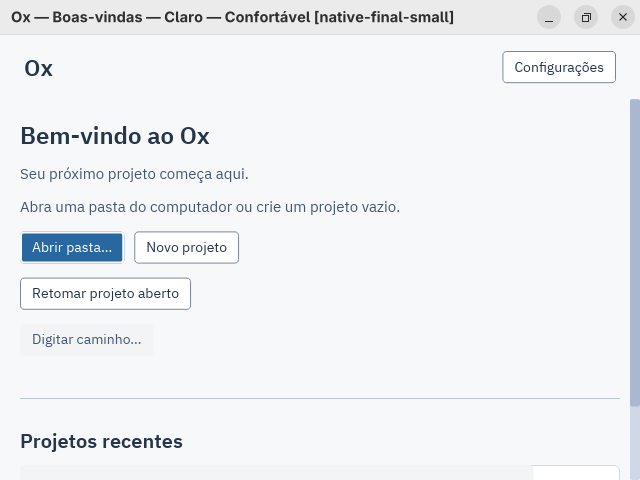 Ox — Boas-vindas — Claro — Confortável [native-final-small]
Ox
Configurações
Bem-vindo ao Ox
Seu próximo projeto começa aqui.
Abra uma pasta do computador ou crie um projeto vazio.
Abrir pasta...
Novo projeto
Retomar projeto aberto
Digitar caminho...
Projetos recentes